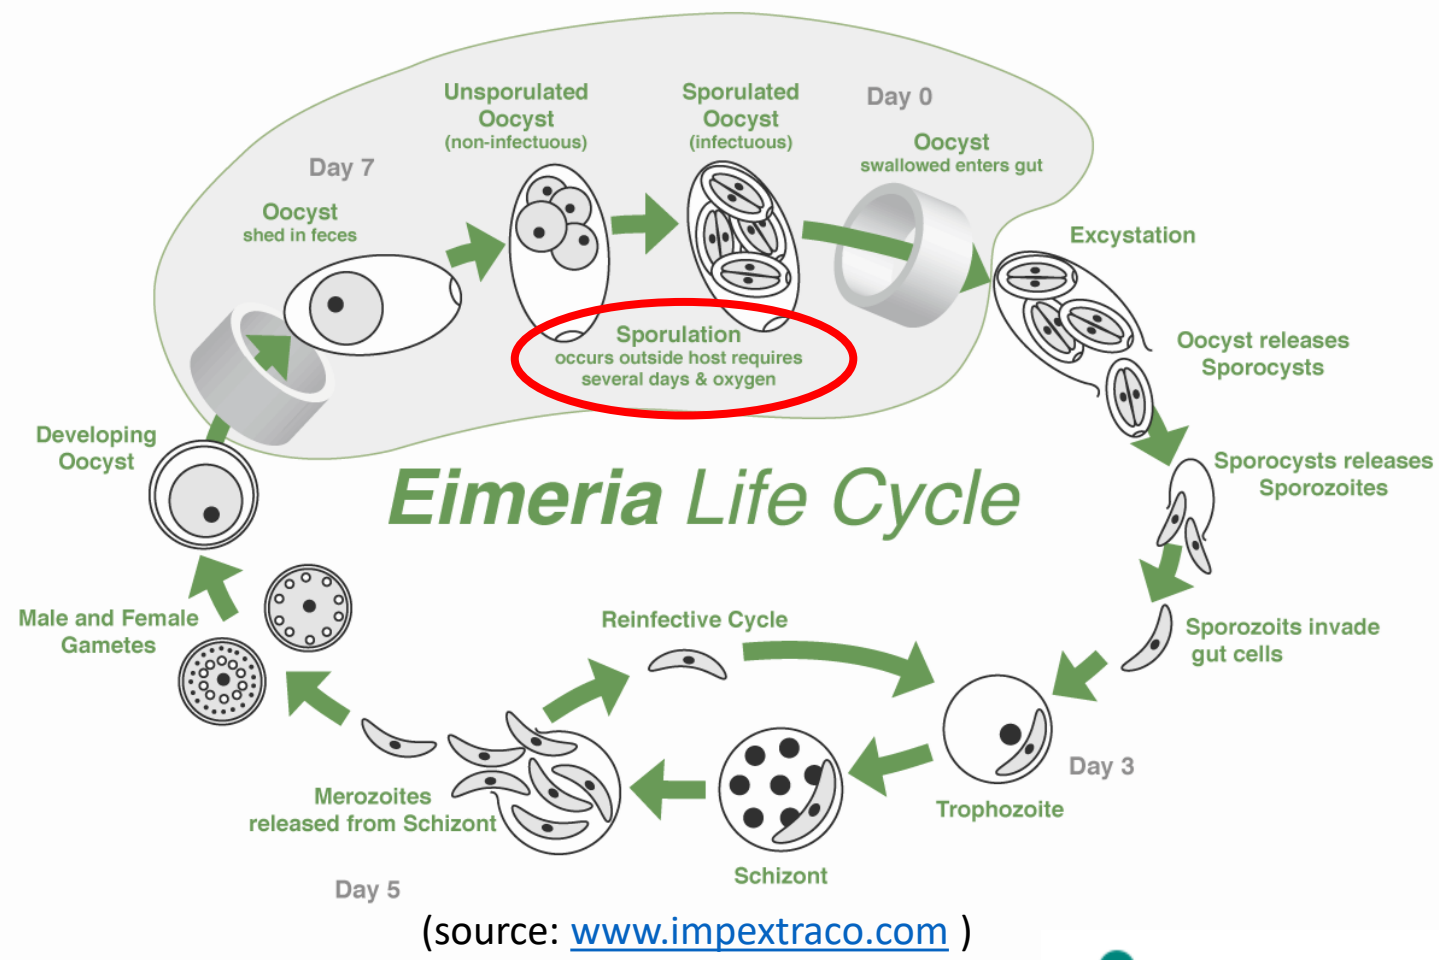 Unsporulated
Oocyst
(non-infectuous)
Sporulated
Oocyst
(infectuous)
Day 0
Oocyst
swallowed enters gut
Day 7
Oocyst
shed in feces
Excystation
Sporulation
occurs outside host requires
several days & oxygen
Oocyst releases
Sporocysts
Developing
Oocyst
Eimeria Life Cycle
Sporocysts releases
Sporozoites
Male and Female
Gametes
Reinfective Cycle
Sporozoits invade
gut cells
Day 3
Trophozoite
Merozoites
released from Schizont
Schizont
Day 5
(source: www.impextraco.com )